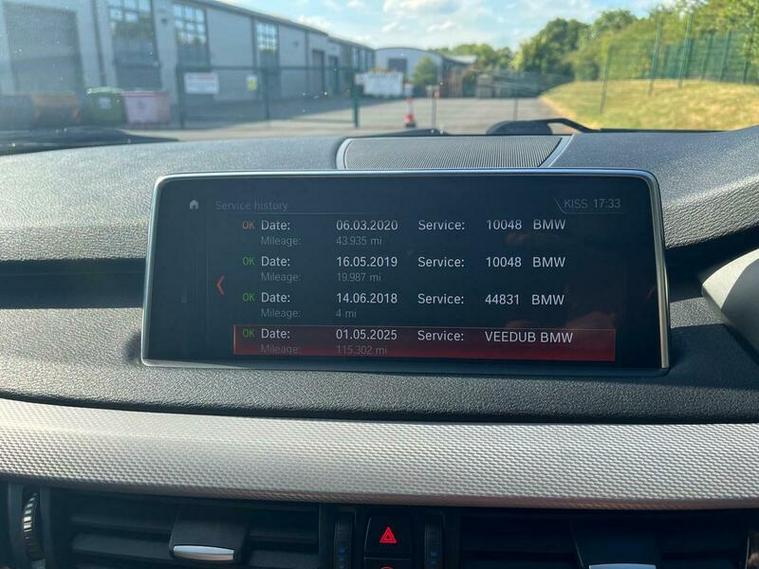 Service history
KISS 17:33
OK Date: 06.03.2020 Service: 10048 BMW
Mileage: 43.935 mi
OK Date: 16.05.2019 Service: 10048 BMW
Mileage: 19.987 mi
OK Date: 14.06.2018 Service: 44831 BMW
Mileage: 4 mi
OK Date: 01.05.2025 Service: VEEDUB BMW
Mileage: 115.302 mi